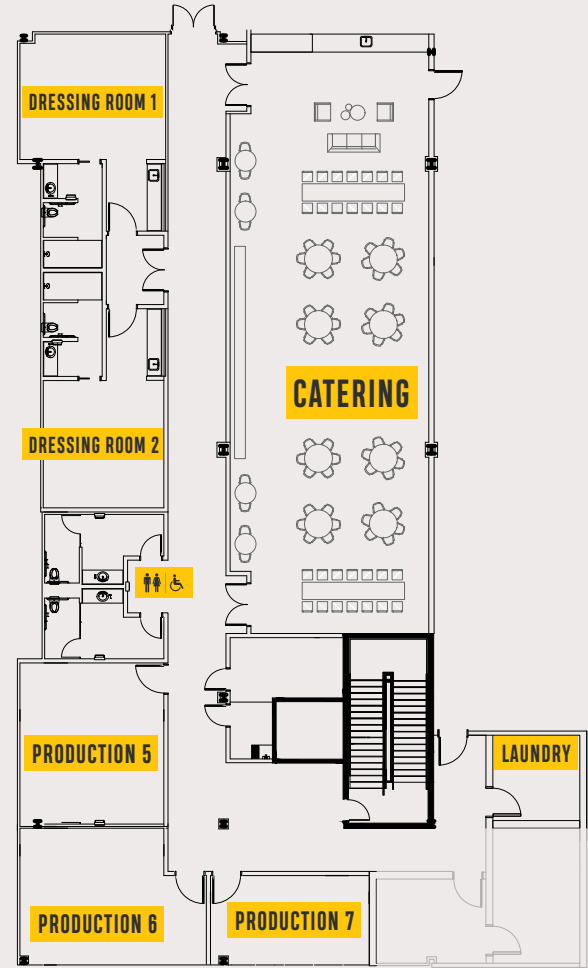 DRESSING ROOM 1
CATERING
DRESSING ROOM 2
PRODUCTION 5
LAUNDRY
PRODUCTION 6
PRODUCTION 7